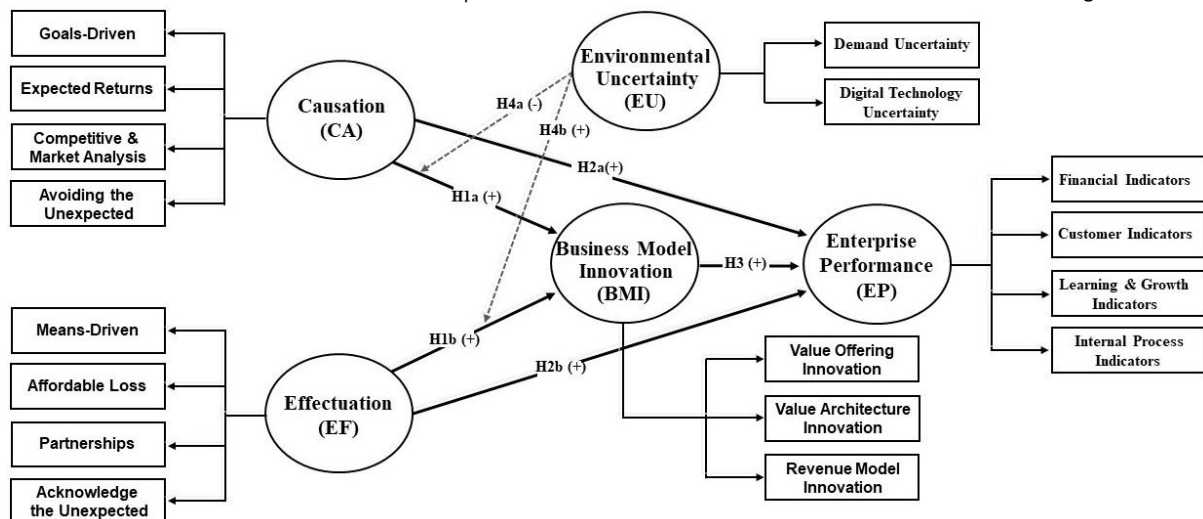 Goals-Driven
Expected Returns
Competitive &
Market Analysis
Avoiding the
Unexpected
Causation
(CA)
Environmental
Uncertainty
(EU)
Demand Uncertainty
Digital Technology
Uncertainty
H4a (-)
H4b (+)
H2a(+)
H1a (+)
Business Model
Innovation
(BMI)
H3 (+)
Enterprise
Performance
(EP)
Financial Indicators
Customer Indicators
Learning & Growth
Indicators
Internal Process
Indicators
Means-Driven
Affordable Loss
Partnerships
Acknowledge
the Unexpected
Effectuation
(EF)
H1b (+)
H2b (+)
Value Offering
Innovation
Value Architecture
Innovation
Revenue Model
Innovation